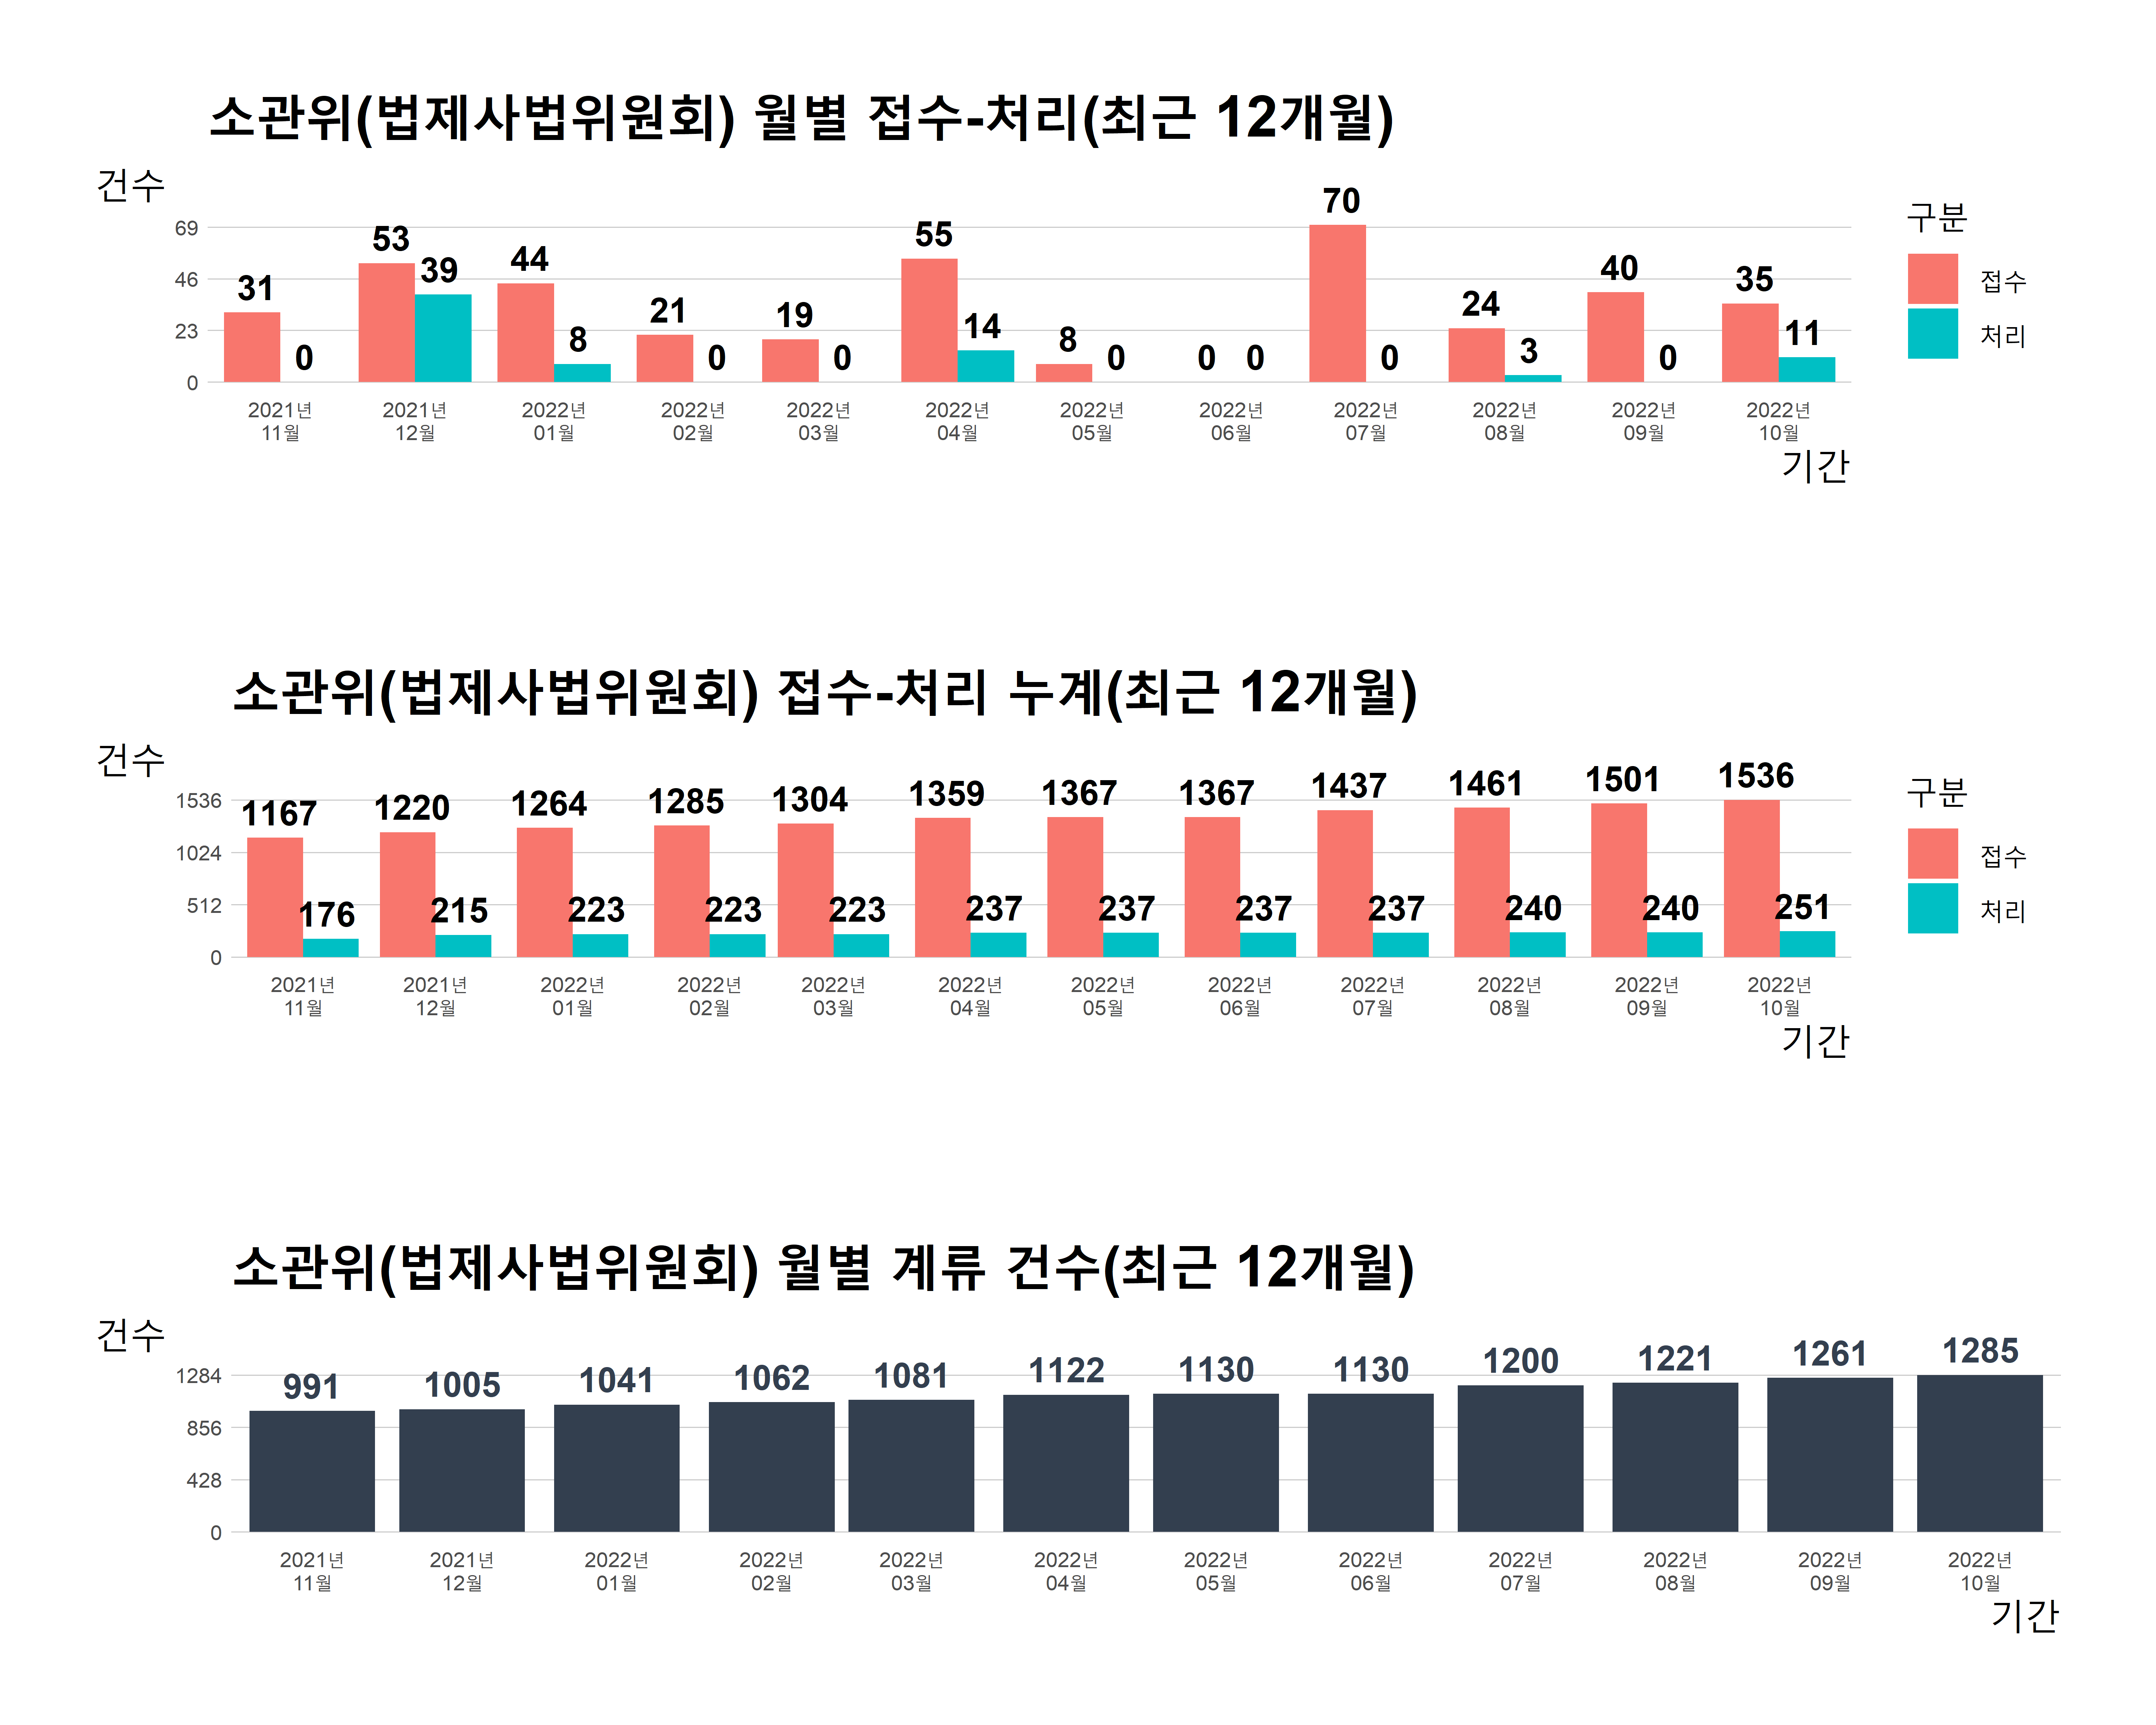 소관위(법제사법위원회) 월별 접수-처리(최근 12개월)
건수
69
46
23
0
31 0 53 39 44 8 21 0 19 0 55 14 8 0 0 0 70 0 24 3 40 0 35 11
2021년 2021년 2022년 2022년 2022년 2022년 2022년 2022년 2022년 2022년 2022년 2022년
11월 12월 01월 02월 03월 04월 05월 06월 07월 08월 09월 10월
기간
구분
접수
처리
소관위(법제사법위원회) 접수-처리 누계(최근 12개월)
건수
1536
1024
512
0
1167 1220 1264 1285 1304 1359 1367 1367 1437 1461 1501 1536
176 215 223 223 223 237 237 237 237 240 240 251
2021년 2021년 2022년 2022년 2022년 2022년 2022년 2022년 2022년 2022년 2022년 2022년
11월 12월 01월 02월 03월 04월 05월 06월 07월 08월 09월 10월
기간
구분
접수
처리
소관위(법제사법위원회) 월별 계류 건수(최근 12개월)
건수
1284
856
428
0
991 1005 1041 1062 1081 1122 1130 1130 1200 1221 1261 1285
2021년 2021년 2022년 2022년 2022년 2022년 2022년 2022년 2022년 2022년 2022년 2022년
11월 12월 01월 02월 03월 04월 05월 06월 07월 08월 09월 10월
기간